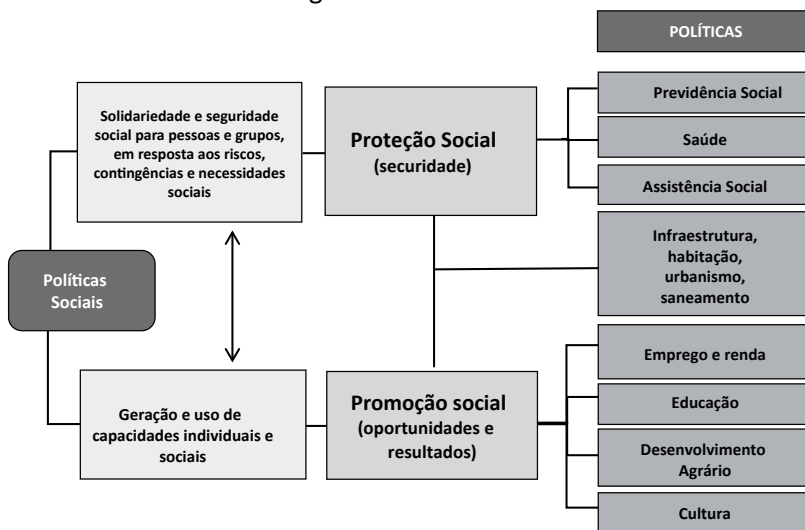 POLÍTICAS
Solidariedade e seguridade
social para pessoas e grupos,
em resposta aos riscos,
contingências e necessidades
sociais
Proteção Social
(securidade)
Previdência Social
Saúde
Assistência Social
Políticas
Sociais
Infraestrutura,
habitação,
urbanismo,
saneamento
Geração e uso de
capacidades individuais e
sociais
Promoção social
(oportunidades e
resultados)
Emprego e renda
Educação
Desenvolvimento
Agrário
Cultura